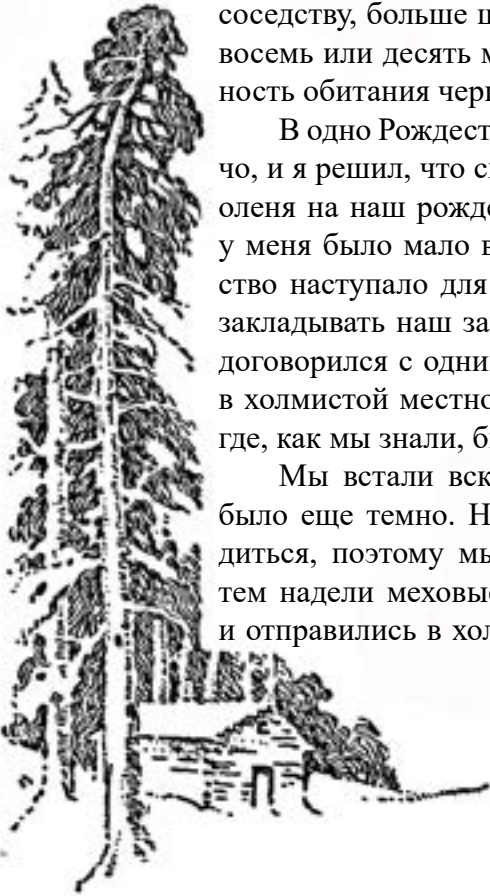 соседству, больше
восемь или десять м
ность обитания чер
В одно Рождест
чо, и я решил, что с
оленя на наш рожде
у меня было мало в
ство наступало для
закладывать наш за
договорился с одни
в холмистой местно
где, как мы знали, б
Мы встали вск
было еще темно. Н
диться, поэтому мы
тем надели меховы
и отправились в хол